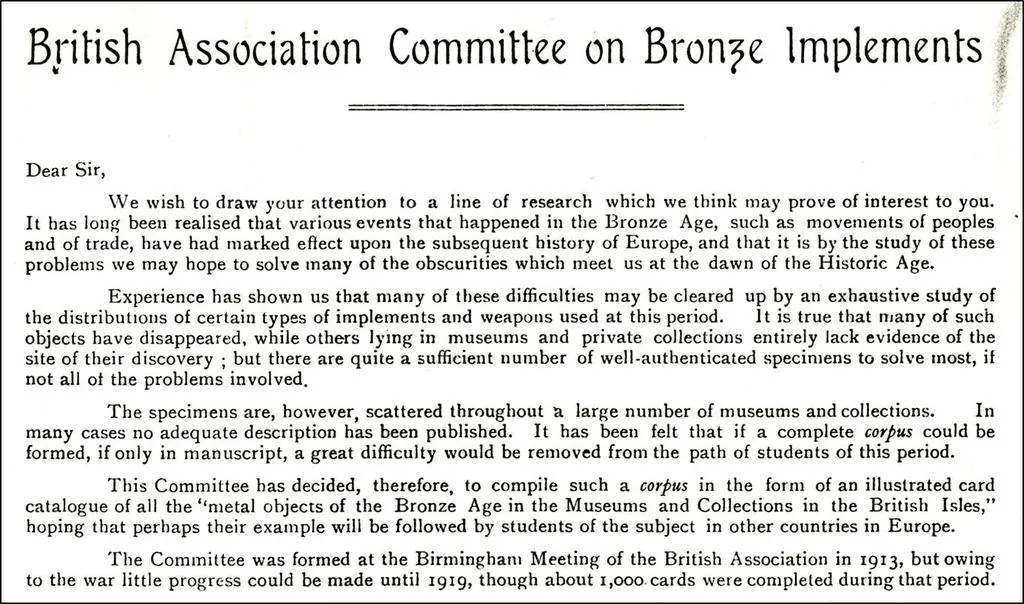 British Association Committee on Bronze Implements
Dear Sir,
We wish to draw your attention to a line of research which we think may prove of interest to you.
It has long been realised that various events that happened in the Bronze Age, such as movements of peoples
and of trade, have had marked effect upon the subsequent history of Europe, and that it is by the study of these
problems we may hope to solve many of the obscurities which meet us at the dawn of the Historic Age.
Experience has shown us that many of these difficulties may be cleared up by an exhaustive study of
the distributions of certain types of implements and weapons used at this period. It is true that many of such
objects have disappeared, while others lying in museums and private collections entirely lack evidence of the
site of their discovery ; but there are quite a sufficient number of well-authenticated specimens to solve most, if
not all of the problems involved.
The specimens are, however, scattered throughout a large number of museums and collections. In
many cases no adequate description has been published. It has been felt that if a complete corpus could be
formed, if only in manuscript, a great difficulty would be removed from the path of students of this period.
This Committee has decided, therefore, to compile such a corpus in the form of an illustrated card
catalogue of all the "metal objects of the Bronze Age in the Museums and Collections in the British Isles,"
hoping that perhaps their example will be followed by students of the subject in other countries in Europe.
The Committee was formed at the Birmingham Meeting of the British Association in 1913, but owing
to the war little progress could be made until 1919, though about 1,000 cards were completed during that period.